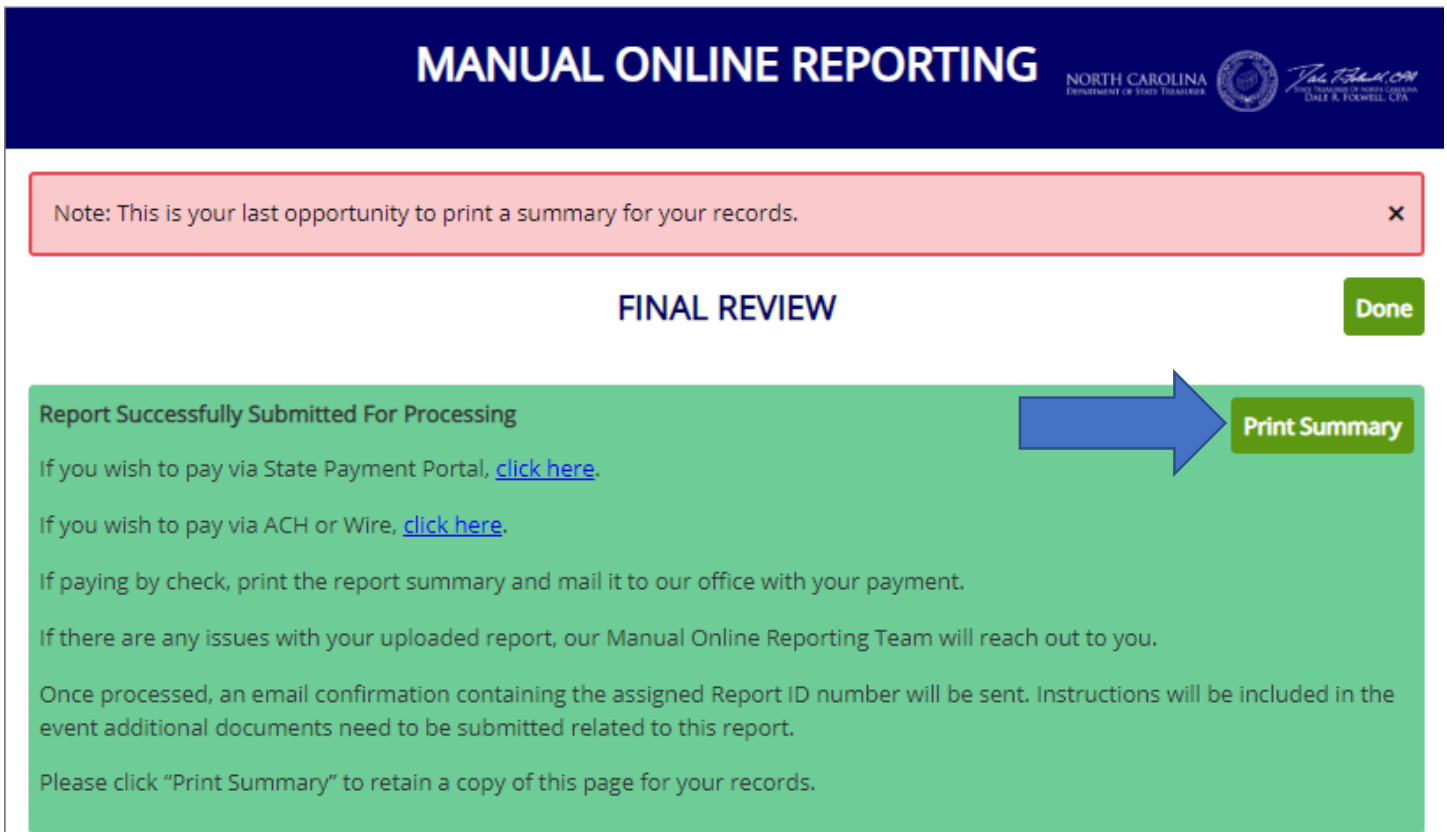 MANUAL ONLINE REPORTING
NORTH CAROLINA
DEPARTMENT OF STATE TREASURER
STATE TREASURER OF NORTH CAROLINA
DALE R. FOLWELL, CPA
Note: This is your last opportunity to print a summary for your records.
×
FINAL REVIEW
Done
Report Successfully Submitted For Processing
Print Summary
If you wish to pay via State Payment Portal, click here.
If you wish to pay via ACH or Wire, click here.
If paying by check, print the report summary and mail it to our office with your payment.
If there are any issues with your uploaded report, our Manual Online Reporting Team will reach out to you.
Once processed, an email confirmation containing the assigned Report ID number will be sent. Instructions will be included in the
event additional documents need to be submitted related to this report.
Please click “Print Summary” to retain a copy of this page for your records.